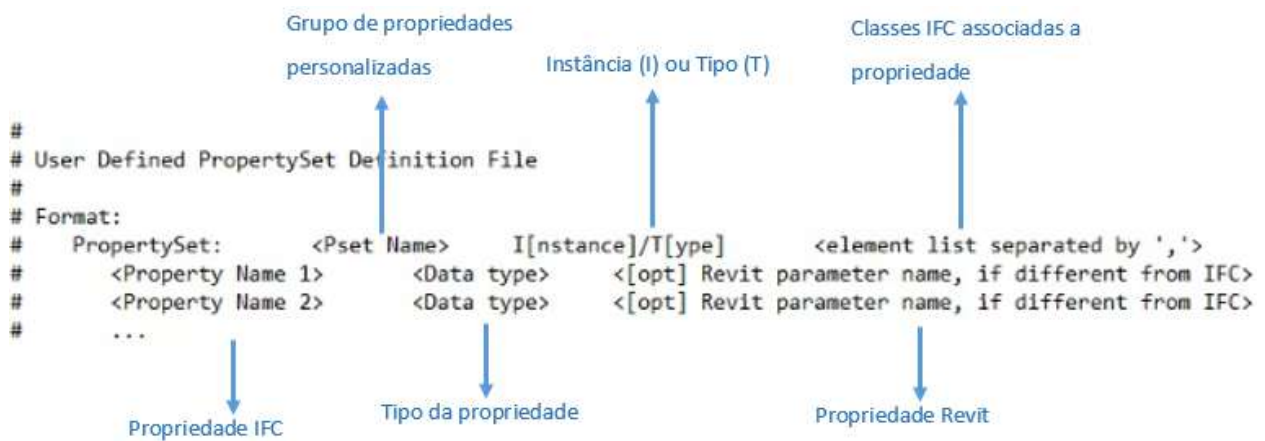 Grupo de propriedades
personalizadas
Instância (I) ou Tipo (T)
Classes IFC associadas a
propriedade
#
# User Defined PropertySet Definition File
#
# Format:
# PropertySet: <Pset Name> I[nstance]/T[ype] <element list separated by ','>
# <Property Name 1> <Data type> <[opt] Revit parameter name, if different from IFC>
# <Property Name 2> <Data type> <[opt] Revit parameter name, if different from IFC>
# ...
Propriedade IFC
Tipo da propriedade
Propriedade Revit